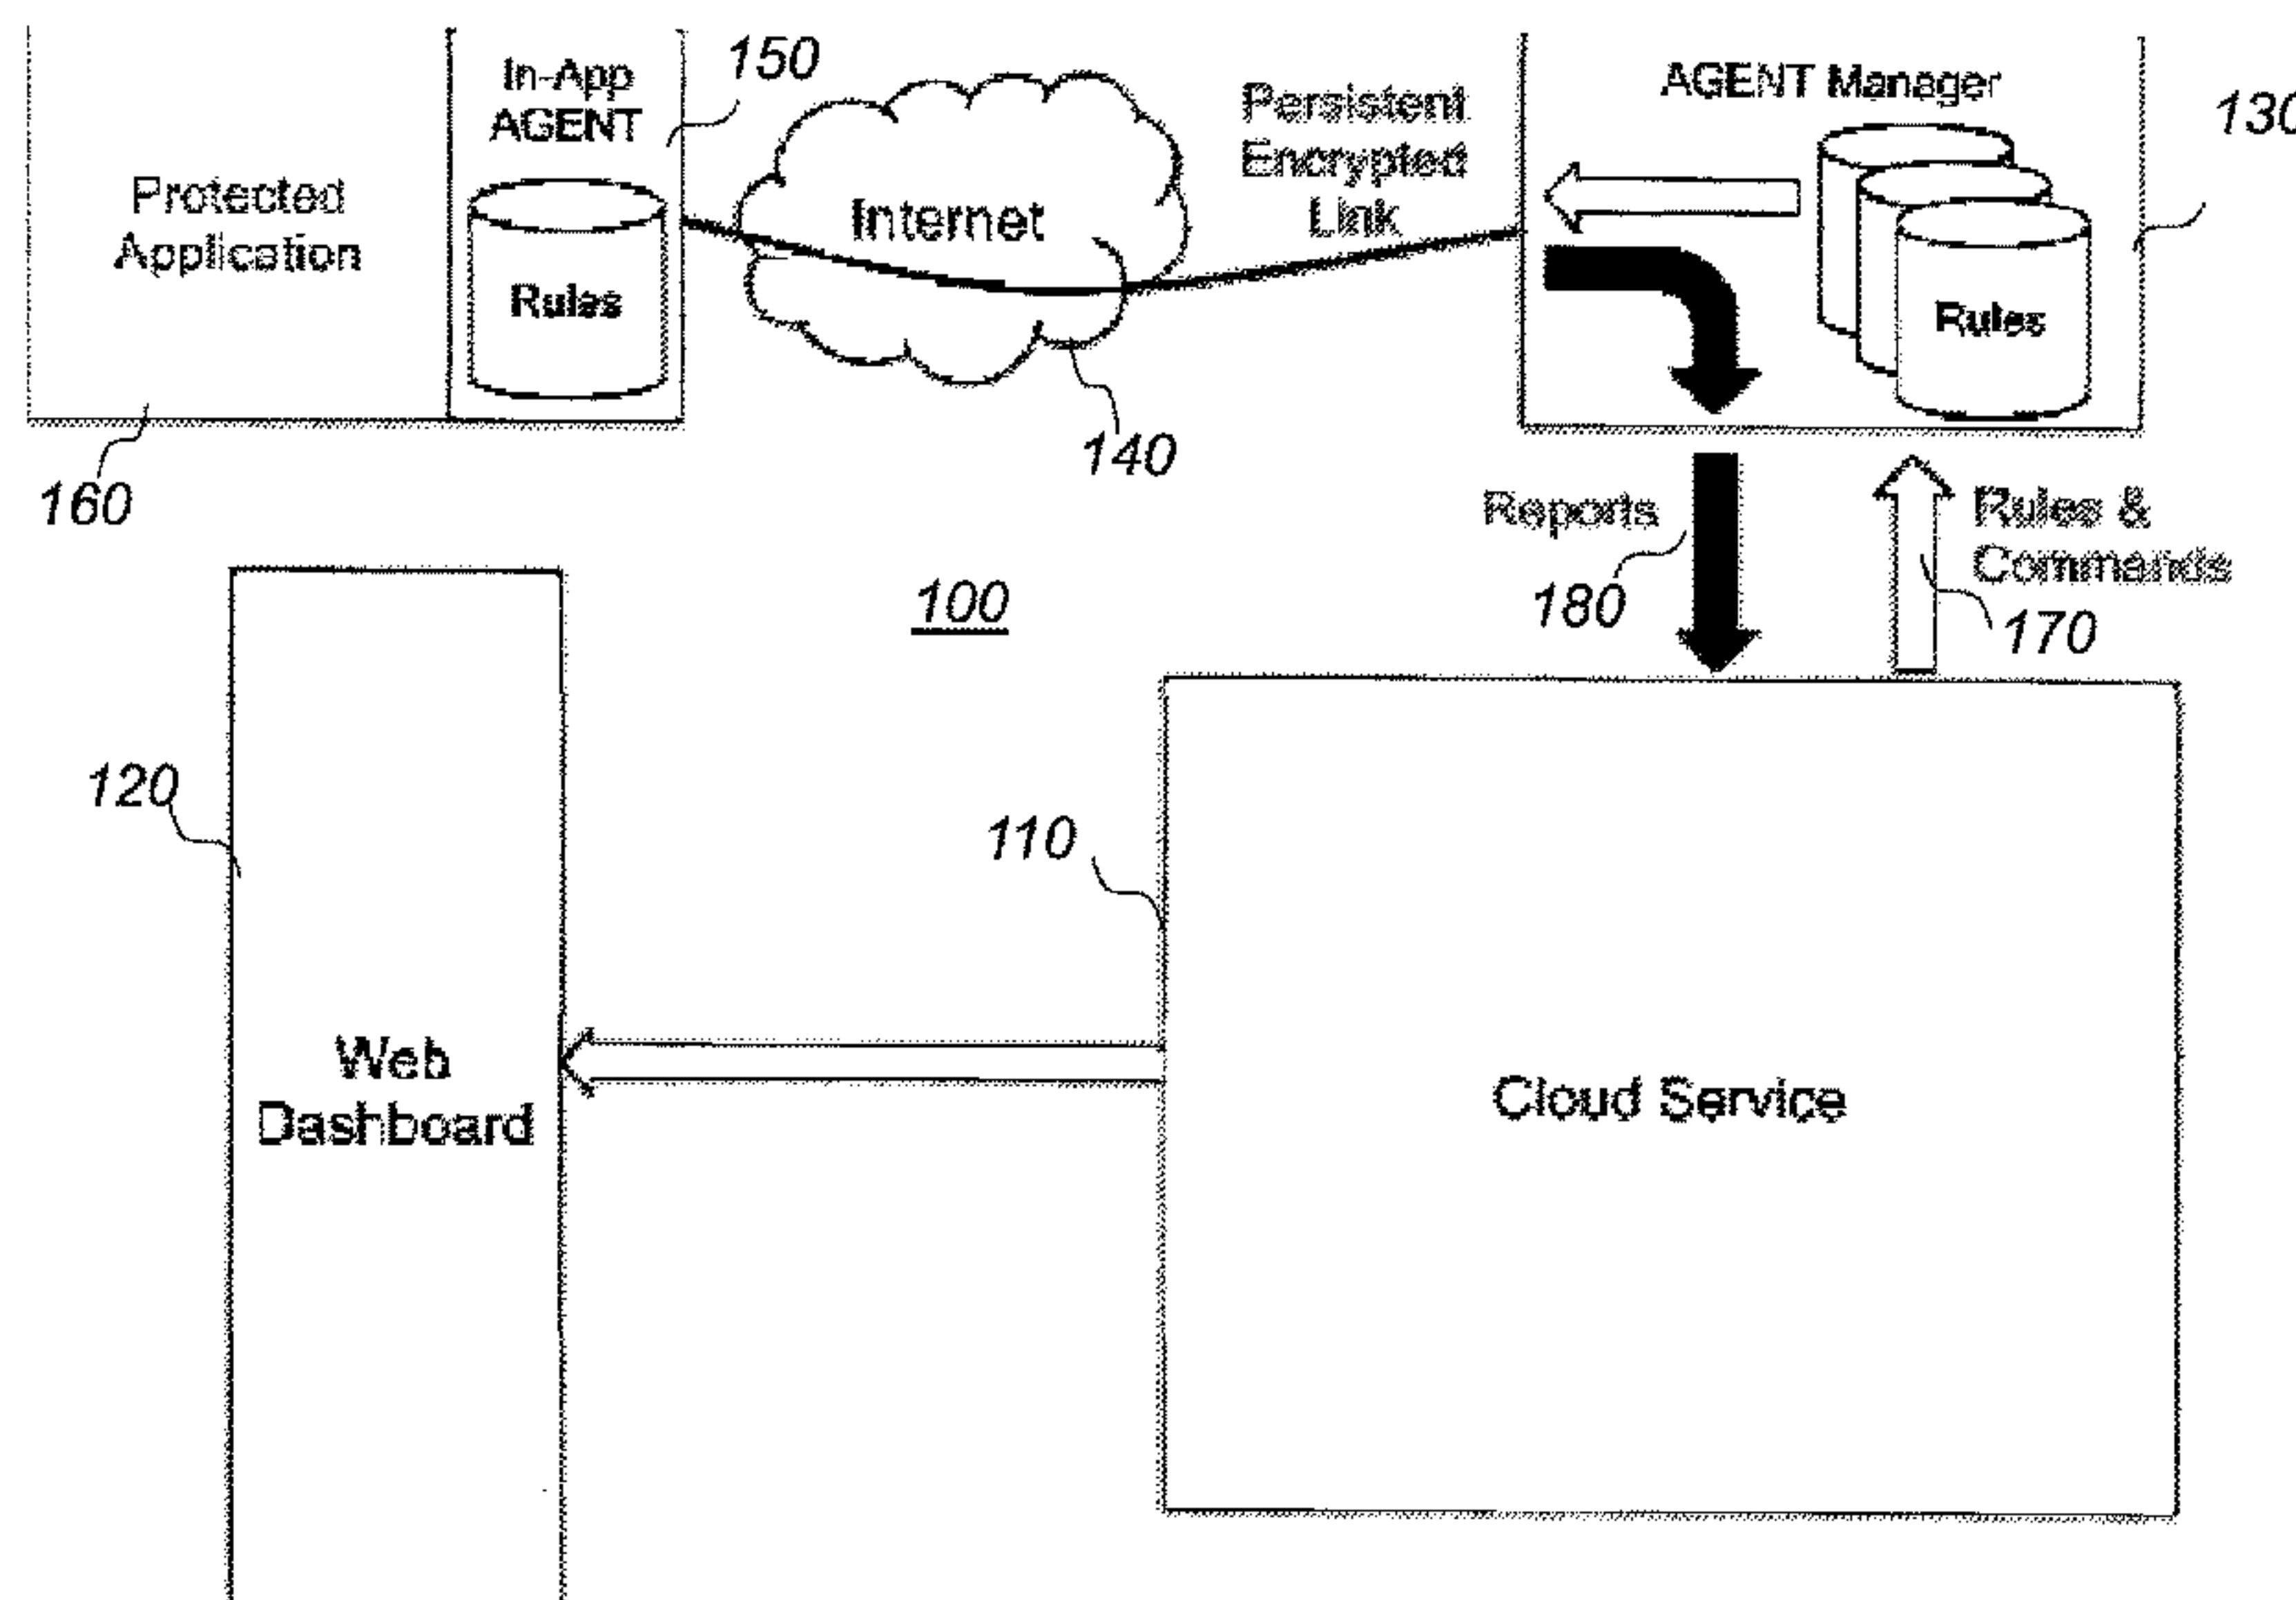 In-App
AGENT
150
Protected
Application
Rules
160
Internet
140
Persistent
Encrypted
Link
AGENT Manager
130
Rules
Reports
180
Rules &
Commands
170
100
120
Web
Dashboard
110
Cloud Service